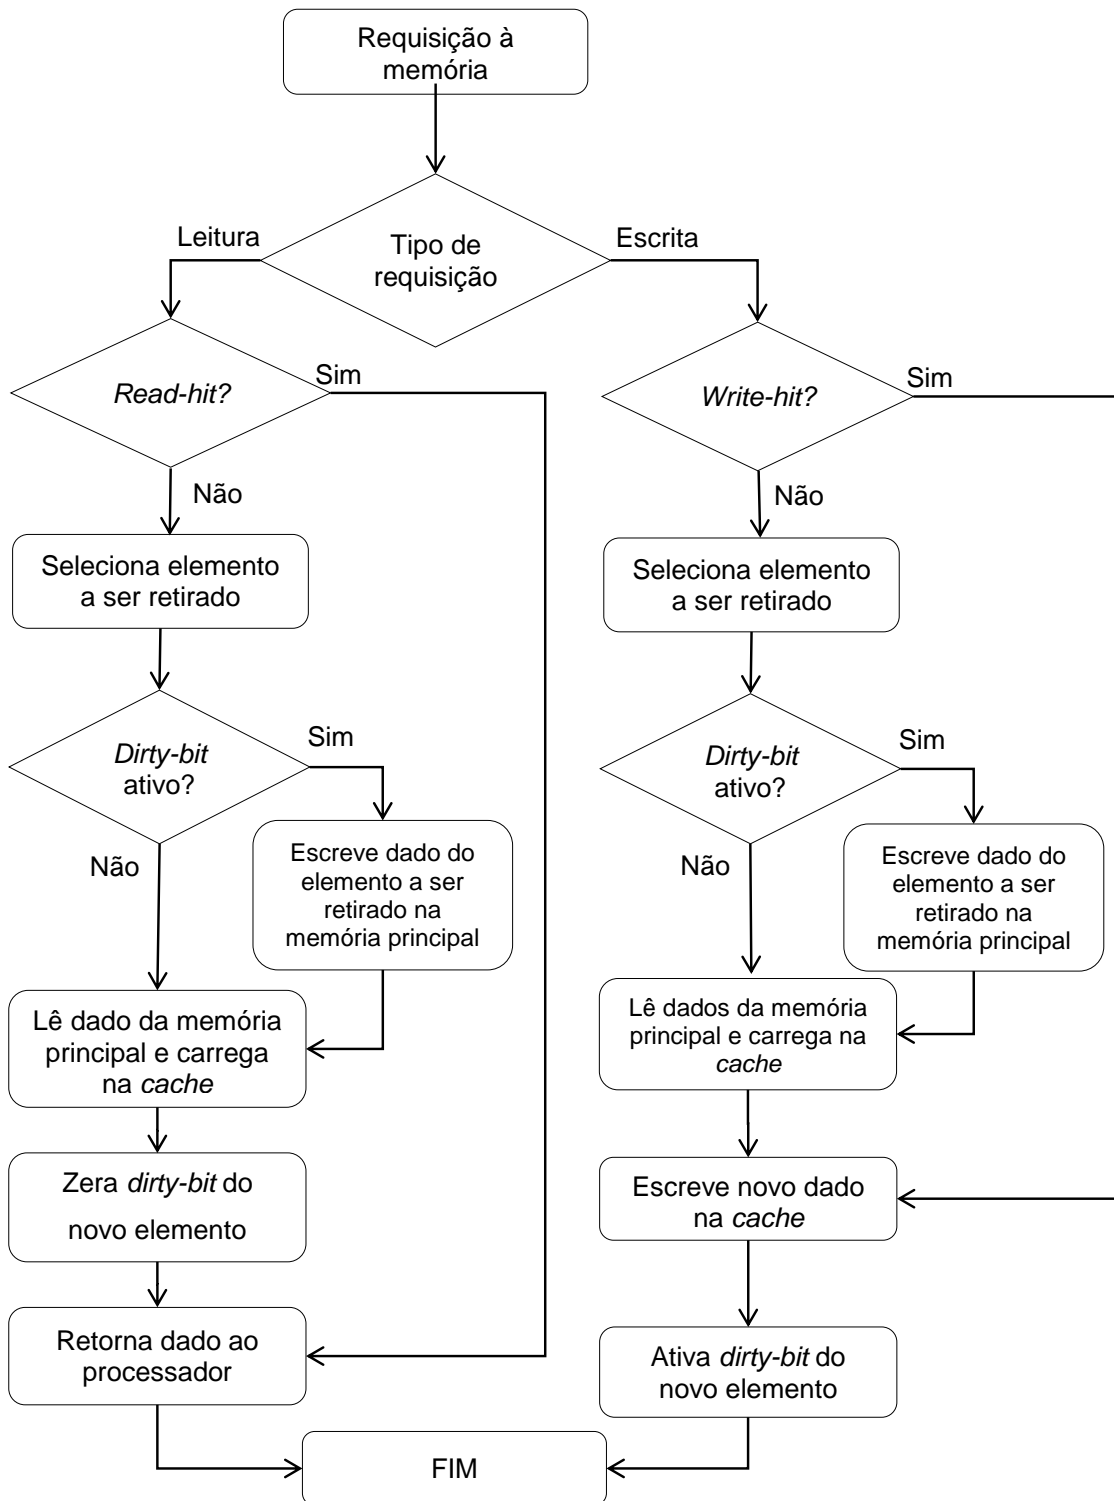 Requisição à
memória
Tipo de
requisição
Leitura
Escrita
Read-hit?
Sim
Não
Seleciona elemento
a ser retirado
Dirty-bit
ativo?
Sim
Não
Escreve dado do
elemento a ser
retirado na
memória principal
Lê dado da memória
principal e carrega
na cache
Zera dirty-bit do
novo elemento
Retorna dado ao
processador
Write-hit?
Sim
Não
Seleciona elemento
a ser retirado
Dirty-bit
ativo?
Sim
Não
Escreve dado do
elemento a ser
retirado na
memória principal
Lê dados da memória
principal e carrega na
cache
Escreve novo dado
na cache
Ativa dirty-bit do
novo elemento
FIM